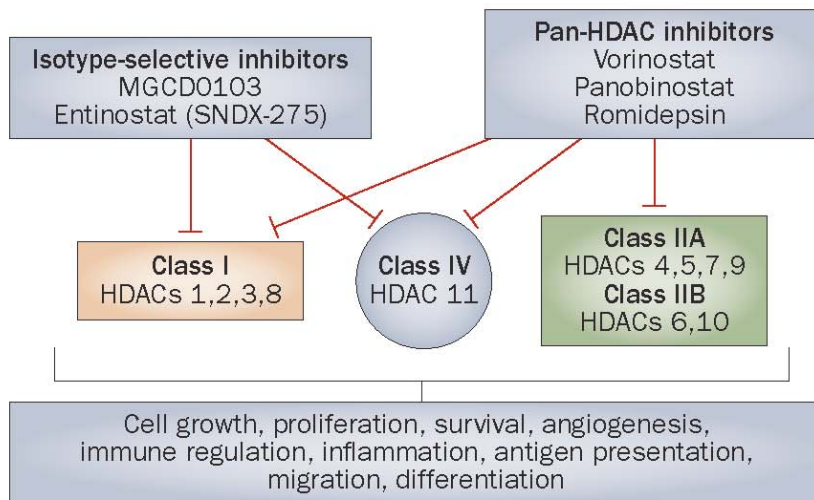 Isotype-selective inhibitors
MGCD0103
Entinostat (SNDX-275)
Pan-HDAC inhibitors
Vorinostat
Panobinostat
Romidepsin
Class I
HDACs 1,2,3,8
Class IV
HDAC 11
Class IIA
HDACs 4,5,7,9
Class IIB
HDACs 6,10
Cell growth, proliferation, survival, angiogenesis,
immune regulation, inflammation, antigen presentation,
migration, differentiation